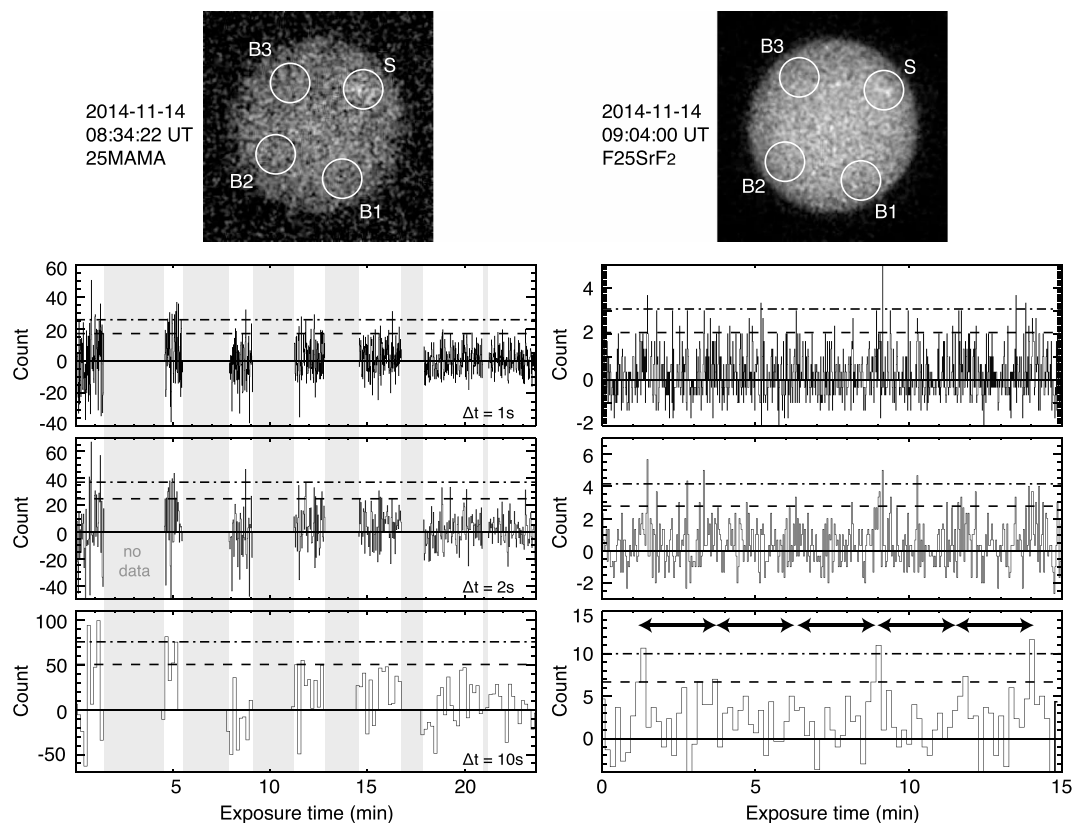 B3
S
2014-11-14
08:34:22 UT
25MAMA
B2
B1
B3
S
2014-11-14
09:04:00 UT
F25SrF2
B2
B1
60
40
20
0
-20
-40
Count
Δt = 1s
4
2
0
-2
Count
60
40
20
0
-20
-40
Count
no
data
Δt = 2s
6
4
2
0
-2
Count
100
50
0
-50
Count
Δt = 10s
5
10
15
20
Exposure time (min)
15
10
5
0
Count
0
5
10
15
Exposure time (min)